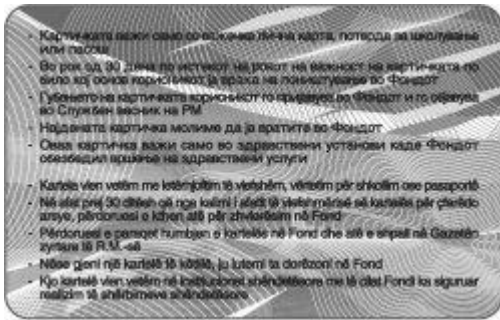 - Картичката важи само со важечка лична карта, потврда за школување
или пасош
- Во рок од 30 дена по истекот на рокот на важност на картичката по
било кој основ корисникот ја враќа на поништување во Фондот
- Губењето на картичката корисникот го пријавува во Фондот и го објавува
во Службен весник на РМ
- Најдената картичка молиме да ја вратите во Фондот
- Оваа картичка важи само во здравствени установи каде Фондот
обезбедил вршење на здравствени услуги
- Kartela vlen vetëm me letërnjoftim të vlefshëm, vërtetim për shkollim ose pasaportë
- Në afat prej 30 ditësh që nga kalimi i afatit të vlefshmërisë së kartelës për çfarëdo
arsye, përdoruesi e kthen atë për zhvlerësim në Fond
- Përdoruesi e paraqet humbjen e kartelës në Fond dhe atë e shpall në Gazetën
zyrtare të R.M.-së
- Nëse gjeni një kartelë të këtillë, ju lutemi ta dorëzoni në Fond
- Kjo kartelë vlen vetëm në institucionet shëndetësore me të cilat Fondi ka siguruar
realizim të shërbimeve shëndetësore